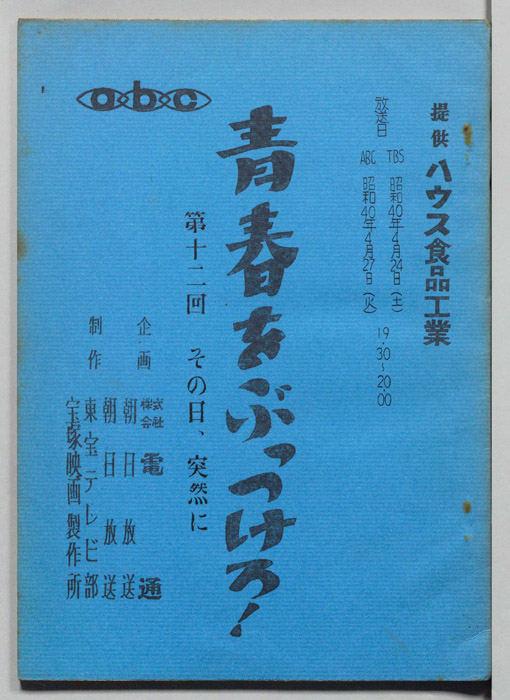 提供 ハウス食品工業
放送日
TBS 昭和40年4月24日（土） 19.30～20.00
ABC 昭和40年4月27日（火）
abc
青春をぶっつけろ！
第十二回 その日、突然に
企画 株式会社 電通
朝日放送
制作 朝日放送
東宝テレビ部
宝塚映画製作所